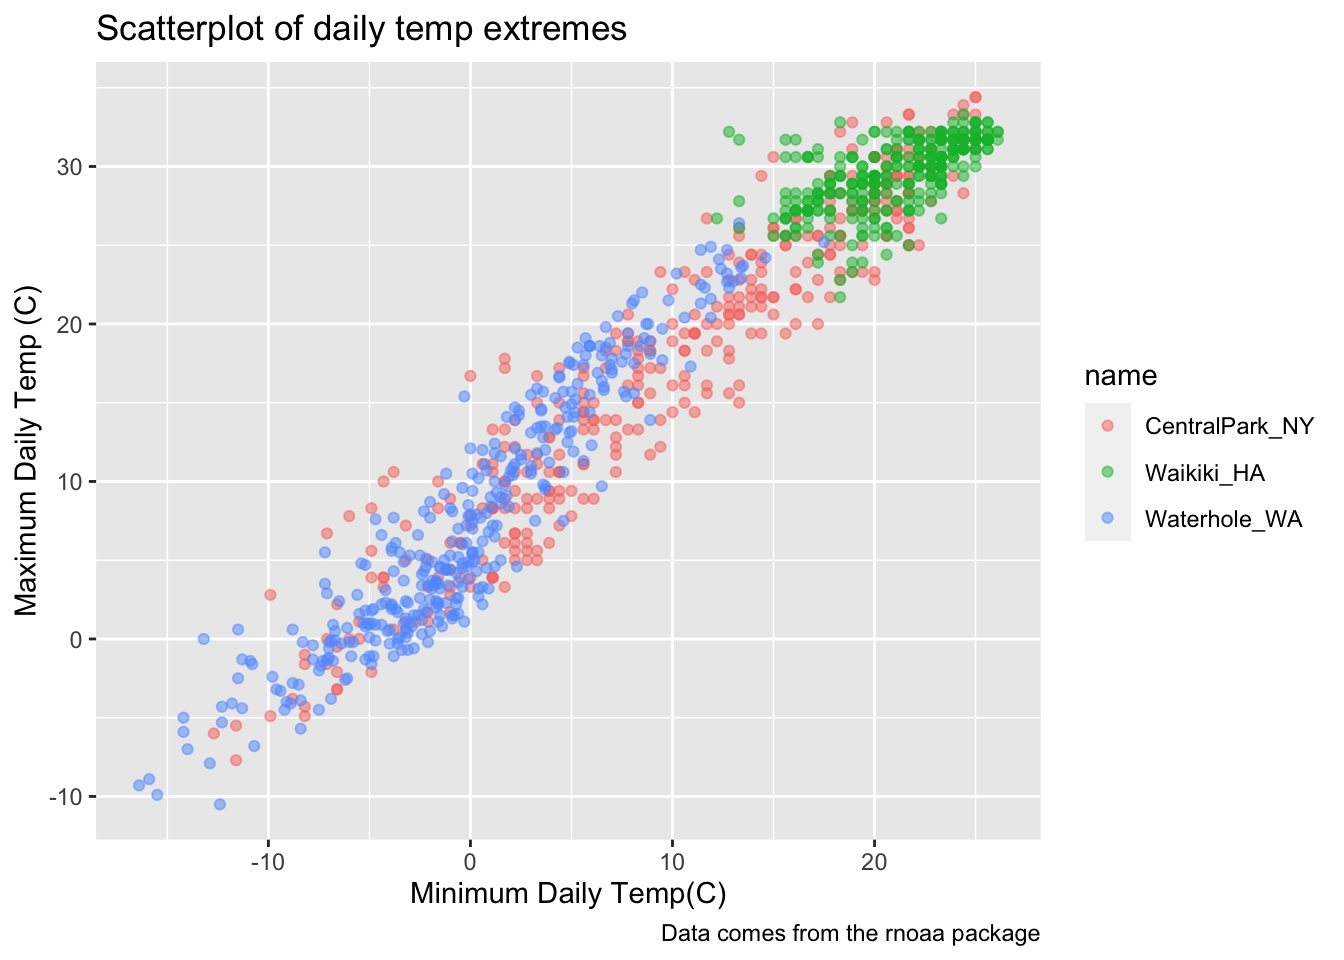 Scatterplot of daily temp extremes
Maximum Daily Temp (C)
30
20
10
0
-10
-10 0 10 20
Minimum Daily Temp(C)
name
CentralPark_NY
Waikiki_HA
Waterhole_WA
Data comes from the rnoaa package